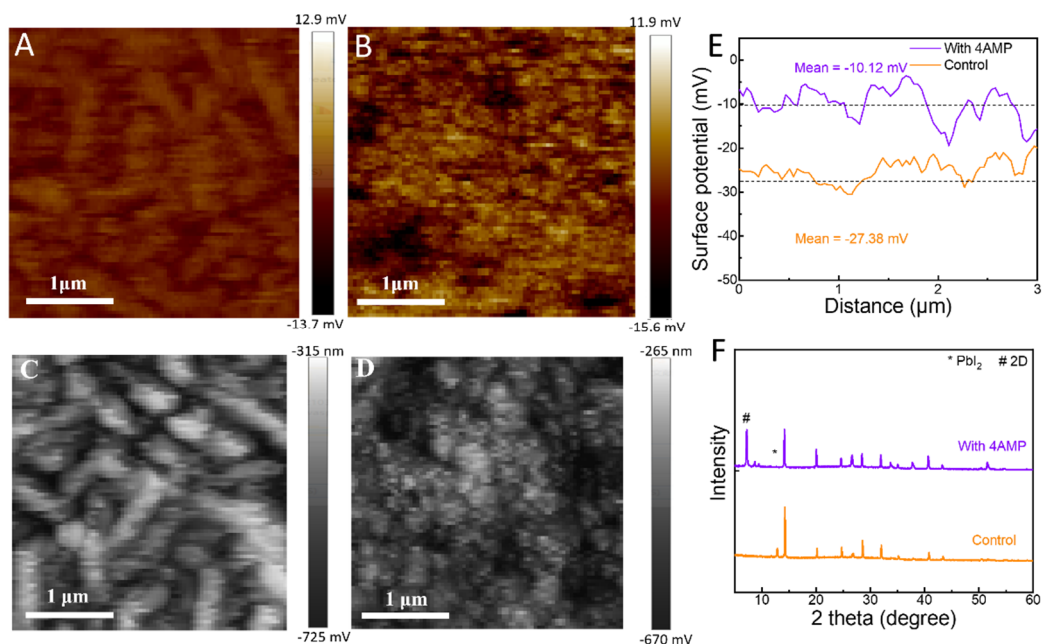 A
12.9 mV
-13.7 mV
1μm
B
11.9 mV
-15.6 mV
1μm
E
With 4AMP
Control
Mean = -10.12 mV
Mean = -27.38 mV
Surface potential (mV)
0
-10
-20
-30
-40
-50
0
1
2
3
Distance (μm)
C
-315 nm
-725 mV
1 μm
D
-265 nm
-670 mV
1 μm
F
* PbI2
# 2D
#
*
With 4AMP
Control
Intensity
10
20
30
40
50
60
2 theta (degree)